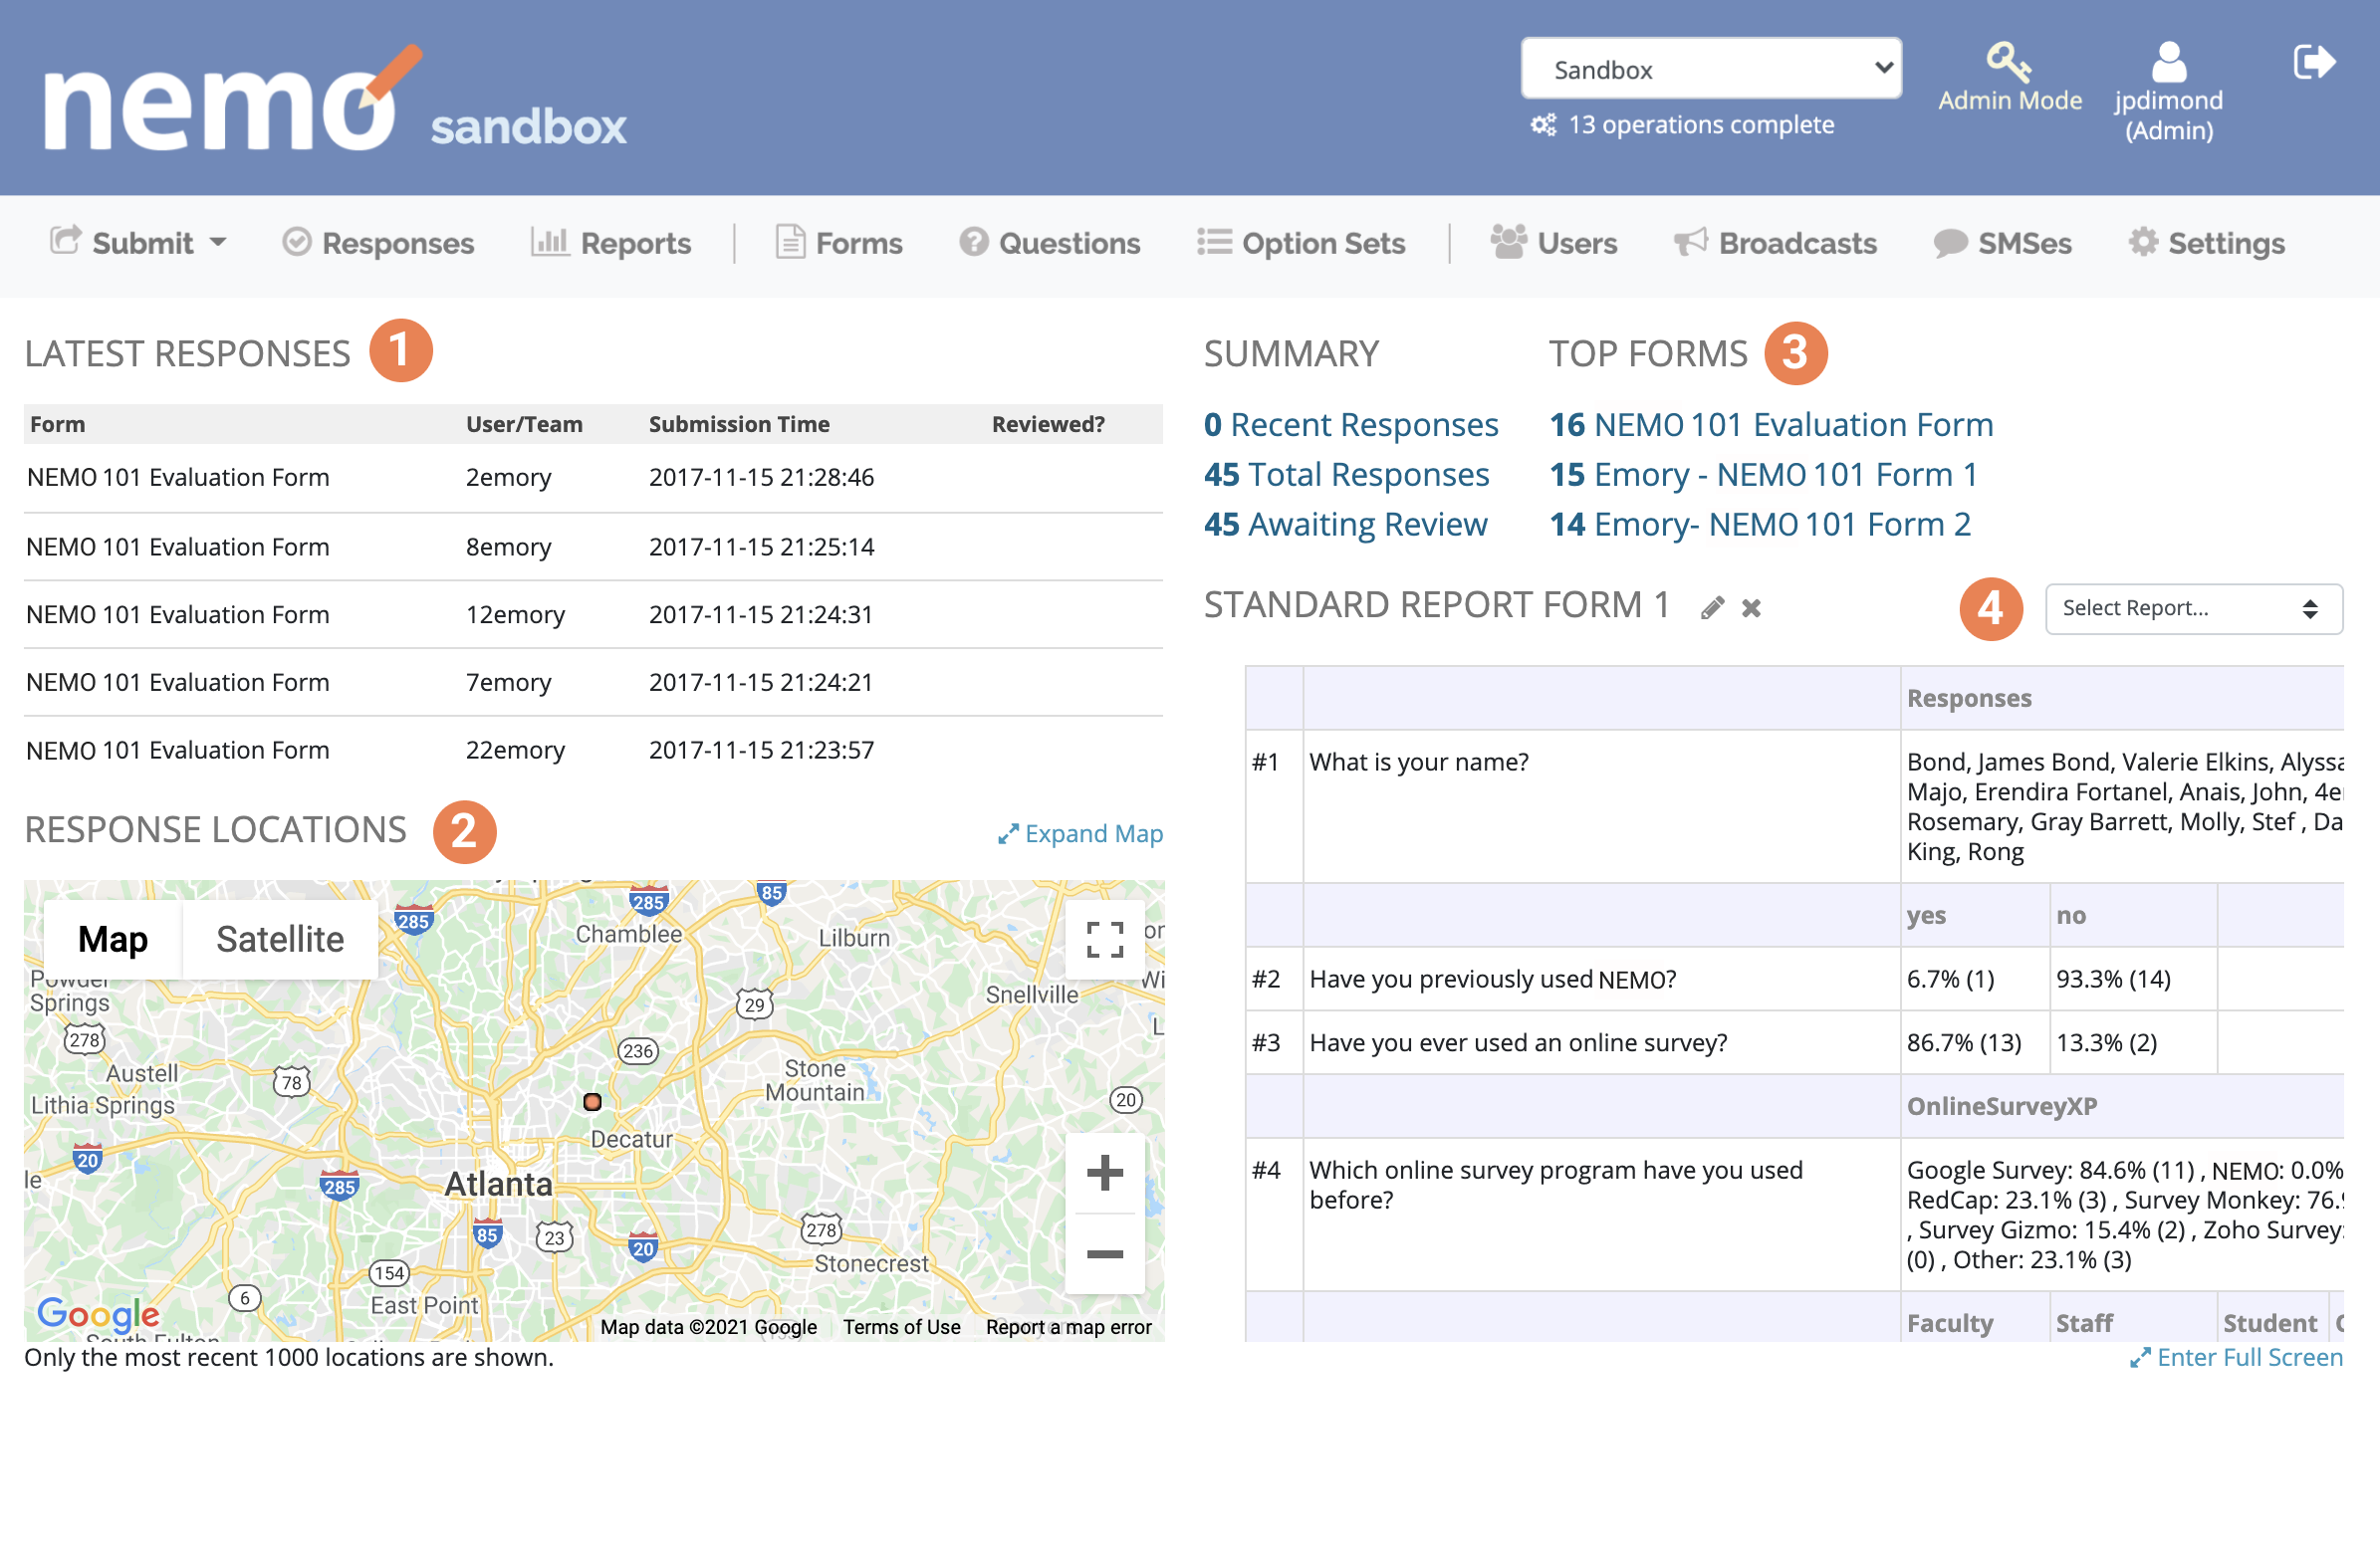 nemo sandbox
Sandbox
13 operations complete
Admin Mode
jpdimond
(Admin)
Submit
Responses
Reports
Forms
Questions
Option Sets
Users
Broadcasts
SMSes
Settings
LATEST RESPONSES 1
Form User/Team Submission Time Reviewed?
NEMO 101 Evaluation Form 2emory 2017-11-15 21:28:46
NEMO 101 Evaluation Form 8emory 2017-11-15 21:25:14
NEMO 101 Evaluation Form 12emory 2017-11-15 21:24:31
NEMO 101 Evaluation Form 7emory 2017-11-15 21:24:21
NEMO 101 Evaluation Form 22emory 2017-11-15 21:23:57
RESPONSE LOCATIONS 2
Expand Map
Map Satellite
285
285
85
Chamblee
Lilburn
Powder
Springs
Snellville
29
278
236
Austell
78
Stone
Mountain
Lithia Springs
20
Decatur
20
le
285
Atlanta
85
23
20
278
Stonecrest
154
6
East Point
Google
Map data ©2021 Google Terms of Use Report a map error
Only the most recent 1000 locations are shown.
SUMMARY
0 Recent Responses
45 Total Responses
45 Awaiting Review
TOP FORMS 3
16 NEMO 101 Evaluation Form
15 Emory - NEMO 101 Form 1
14 Emory- NEMO 101 Form 2
STANDARD REPORT FORM 1
4
Select Report...
Responses
#1 What is your name?
Bond, James Bond, Valerie Elkins, Alyssa
Majo, Erendira Fortanel, Anais, John, 4e
Rosemary, Gray Barrett, Molly, Stef , Da
King, Rong
yes no
#2 Have you previously used NEMO? 6.7% (1) 93.3% (14)
#3 Have you ever used an online survey? 86.7% (13) 13.3% (2)
OnlineSurveyXP
#4 Which online survey program have you used
before?
Google Survey: 84.6% (11) , NEMO: 0.0%
RedCap: 23.1% (3) , Survey Monkey: 76.
, Survey Gizmo: 15.4% (2) , Zoho Survey:
(0) , Other: 23.1% (3)
Faculty Staff Student
Enter Full Screen